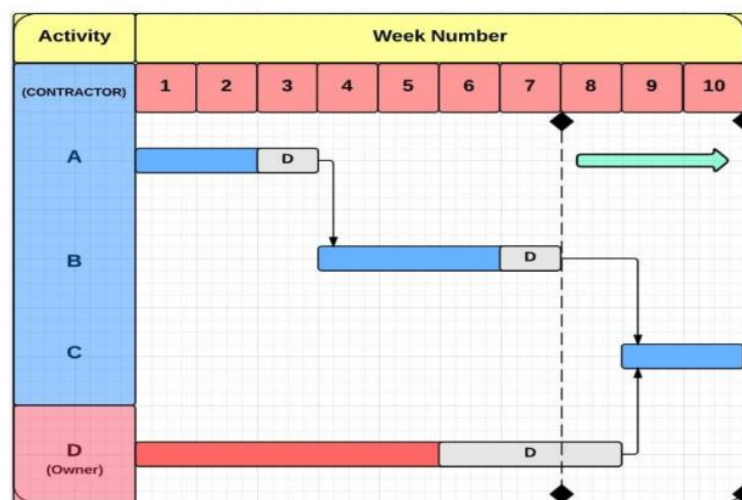 Activity Week Number
(CONTRACTOR) 1 2 3 4 5 6 7 8 9 10
A D
B D
C
D D
(Owner)